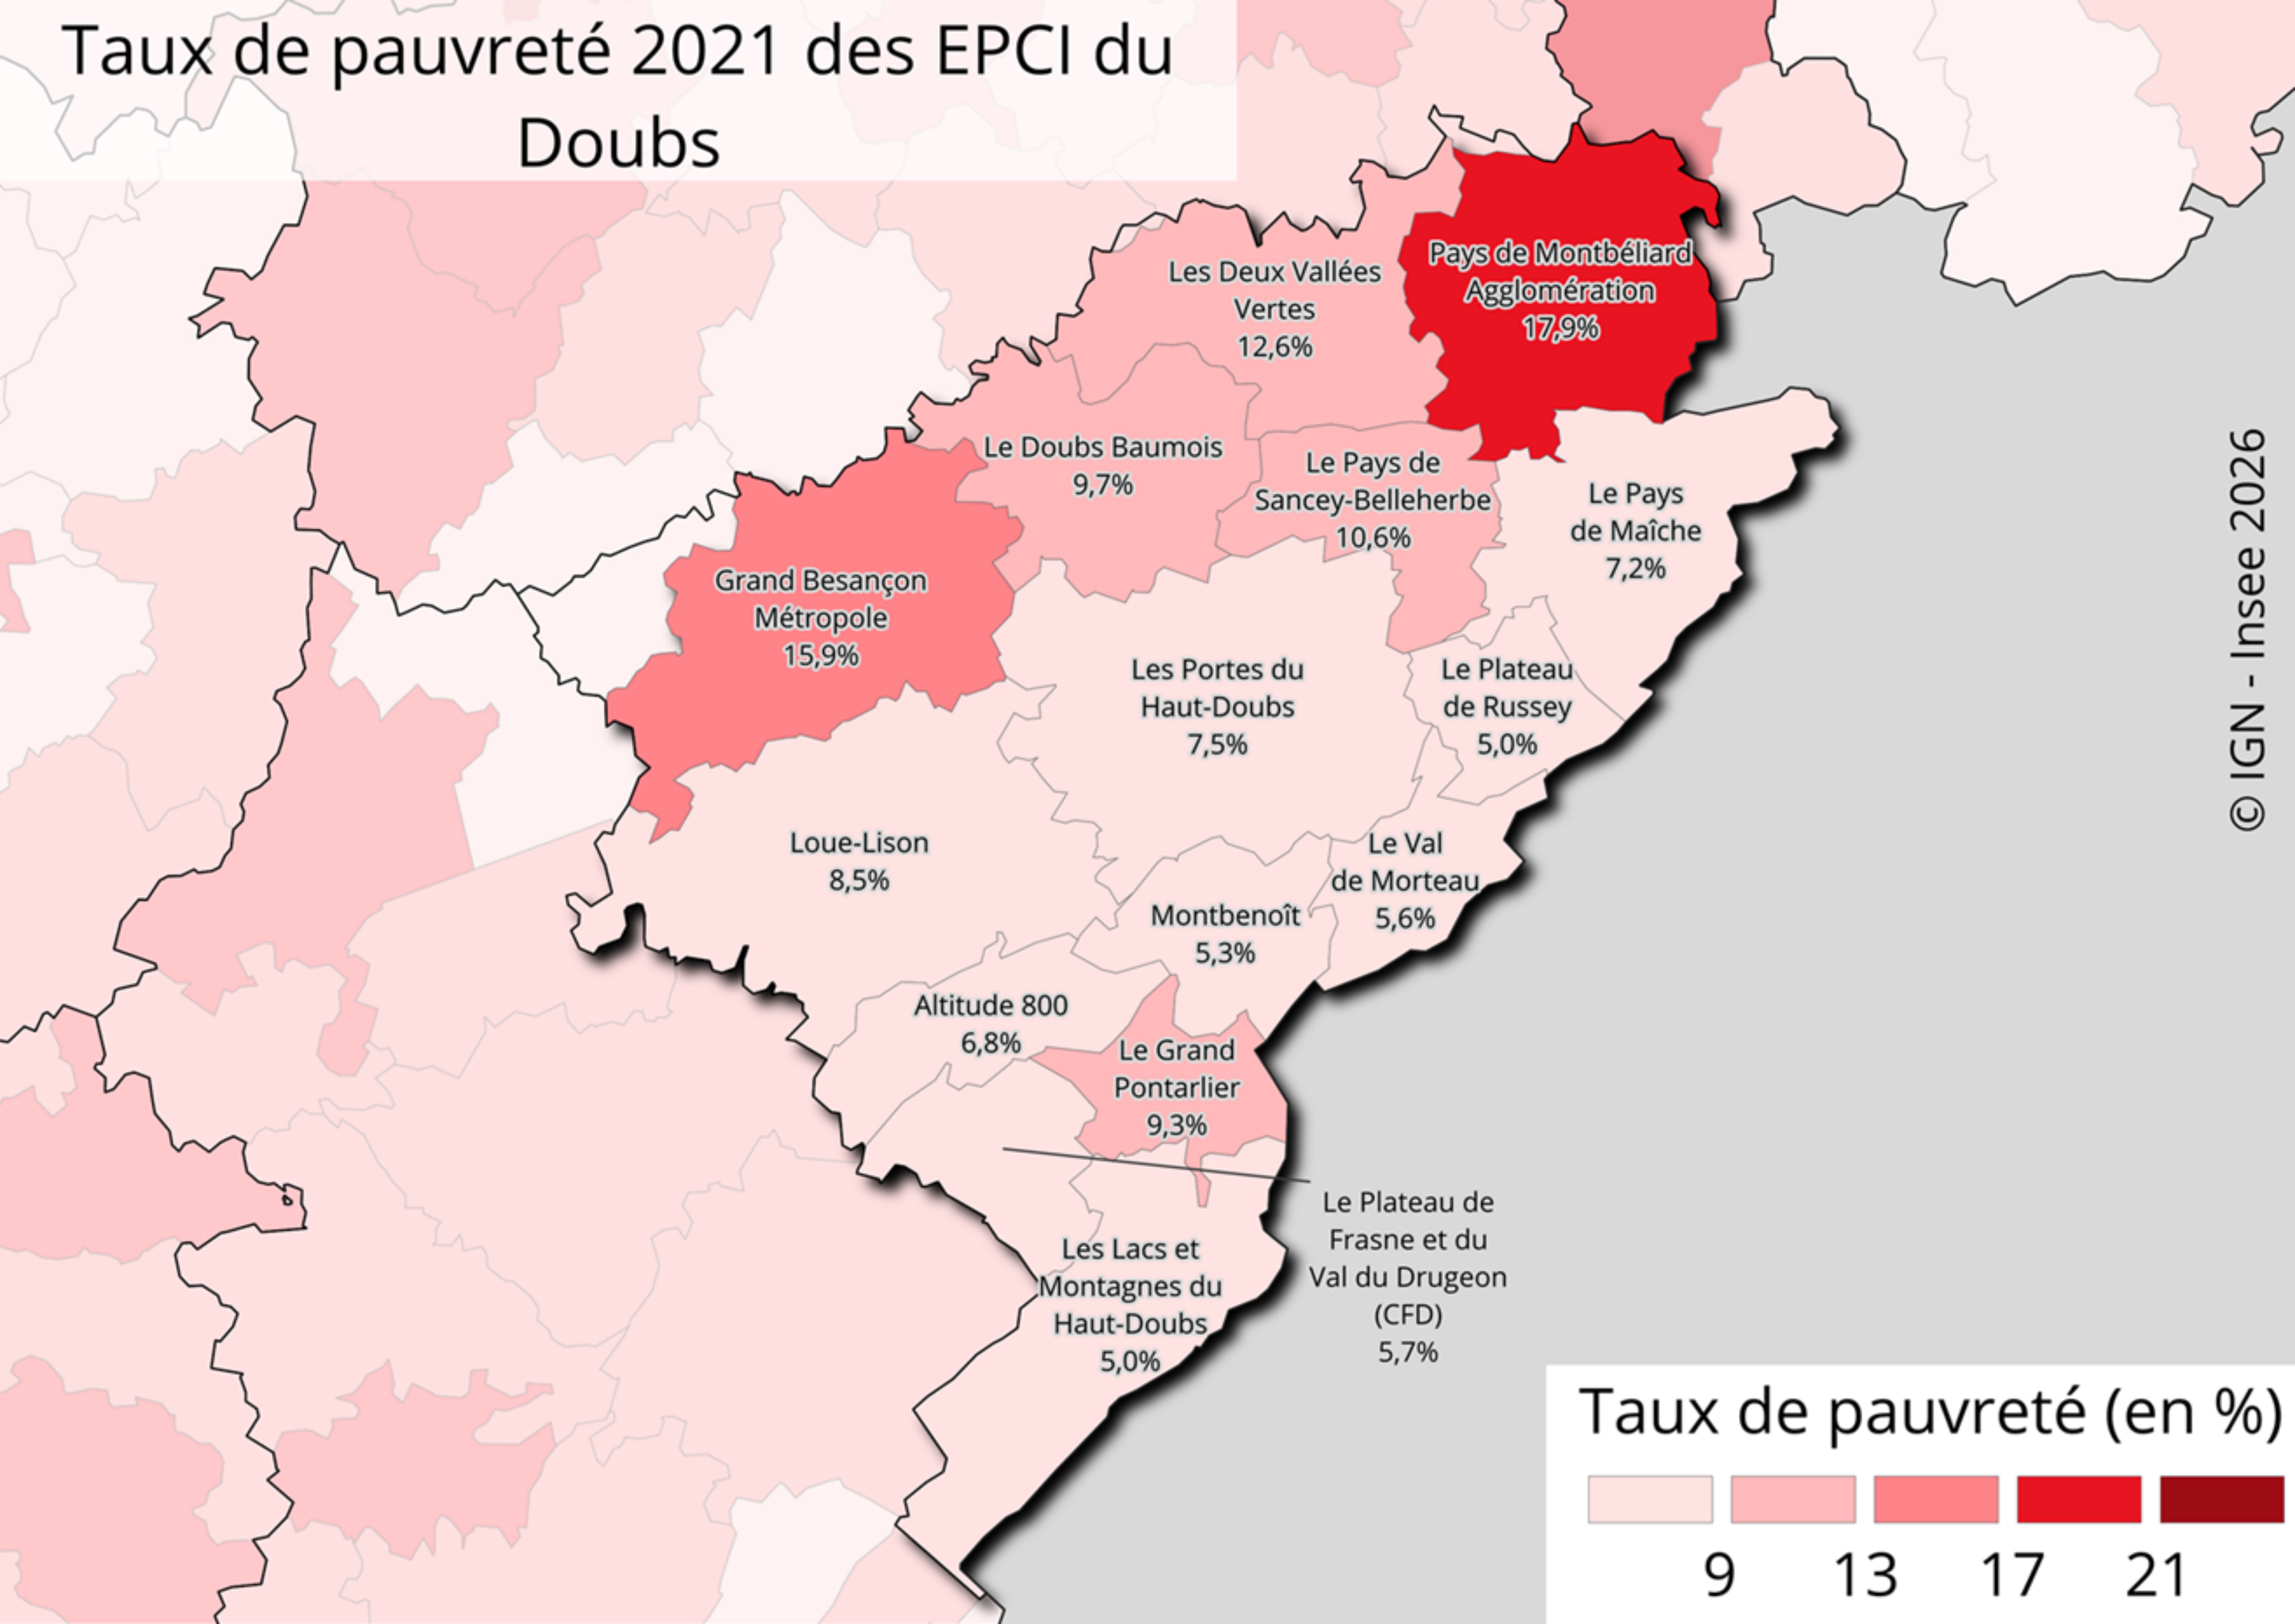 Taux de pauvreté 2021 des EPCI du
Doubs
Les Deux Vallées
Vertes
12,6%
Pays de Montbéliard
Agglomération
17,9%
Le Doubs Baumois
9,7%
Le Pays de
Sancey-Belleherbe
10,6%
Le Pays
de Maîche
7,2%
Grand Besançon
Métropole
15,9%
Les Portes du
Haut-Doubs
7,5%
Le Plateau
de Russey
5,0%
Loue-Lison
8,5%
Le Val
de Morteau
5,6%
Montbenoît
5,3%
Altitude 800
6,8%
Le Grand
Pontarlier
9,3%
Le Plateau de
Frasne et du
Val du Drugeon
(CFD)
5,7%
Les Lacs et
Montagnes du
Haut-Doubs
5,0%
© IGN - Insee 2026
Taux de pauvreté (en %)
9 13 17 21